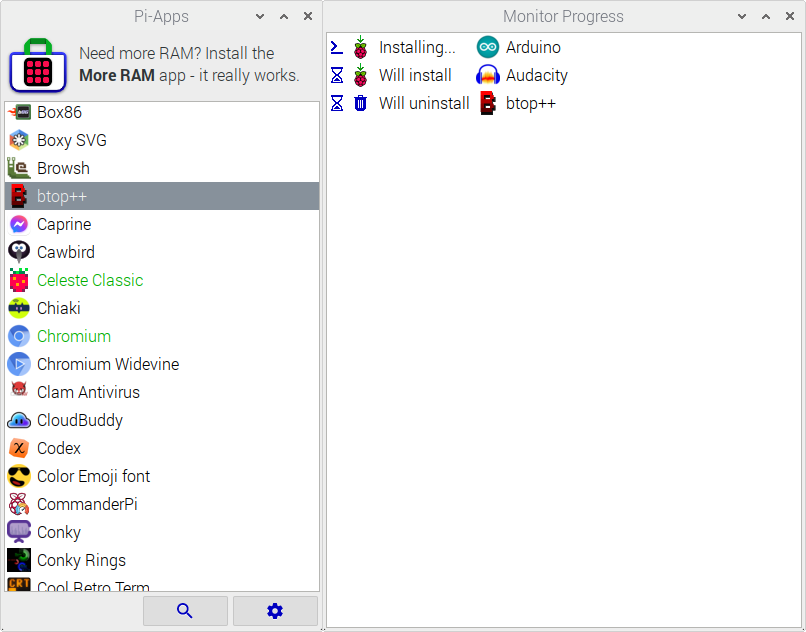 Pi-Apps
Need more RAM? Install the
More RAM app - it really works.
Box86
Boxy SVG
Browsh
btop++
Caprine
Cawbird
Celeste Classic
Chiaki
Chromium
Chromium Widevine
Clam Antivirus
CloudBuddy
Codex
Color Emoji font
CommanderPi
Conky
Conky Rings
CRT Cool Retro Term
Monitor Progress
Installing... Arduino
Will install Audacity
Will uninstall btop++